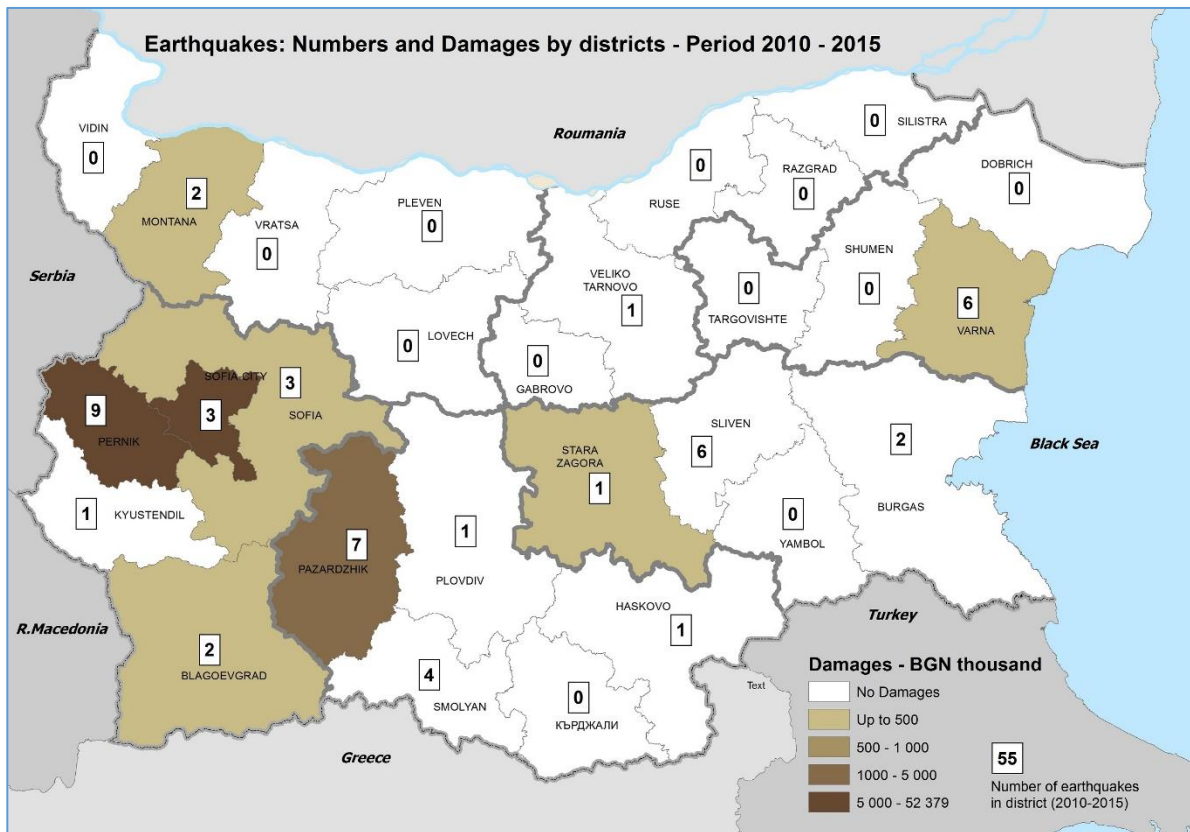 Earthquakes: Numbers and Damages by districts - Period 2010 - 2015
VIDIN
0
Roumania
0
SILISTRA
DOBRICH
0
2
MONTANA
VRATSA
0
PLEVEN
0
0
RUSE
RAZGRAD
0
SHUMEN
0
Serbia
VELIKO
TARNOVO
1
0
TARGOVISHTE
6
VARNA
LOVECH
0
0
GABROVO
SOFIA CITY
3
SOFIA
9
PERNIK
3
STARA
ZAGORA
1
SLIVEN
6
2
BURGAS
Black Sea
1
KYUSTENDIL
7
PAZARDZHIK
1
PLOVDIV
0
YAMBOL
R.Macedonia
2
BLAGOEVGRAD
4
SMOLYAN
HASKOVO
1
0
КЪРДЖАЛИ
Turkey
Greece
Text
Damages - BGN thousand
No Damages
Up to 500
500 - 1 000
1000 - 5 000
5 000 - 52 379
55
Number of earthquakes
in district (2010-2015)